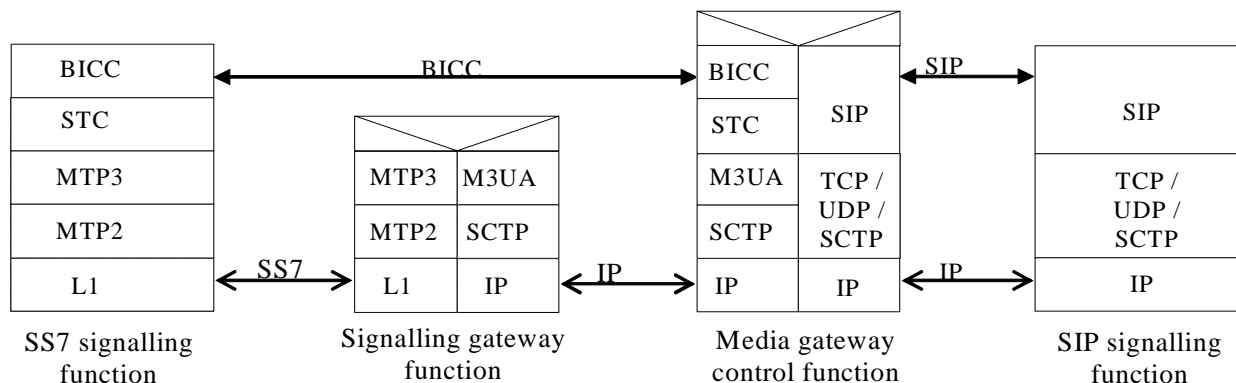 BICC
STC
MTP3
MTP2
L1
SS7 signalling
function
BICC
SS7
MTP3
M3UA
MTP2
SCTP
L1
IP
Signalling gateway
function
IP
BICC
STC
M3UA
SCTP
IP
SIP
TCP /
UDP /
SCTP
IP
Media gateway
control function
SIP
IP
SIP
TCP /
UDP /
SCTP
IP
SIP signalling
function